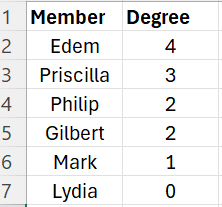 1 Member Degree
2 Edem 4
3 Priscilla 3
4 Philip 2
5 Gilbert 2
6 Mark 1
7 Lydia 0